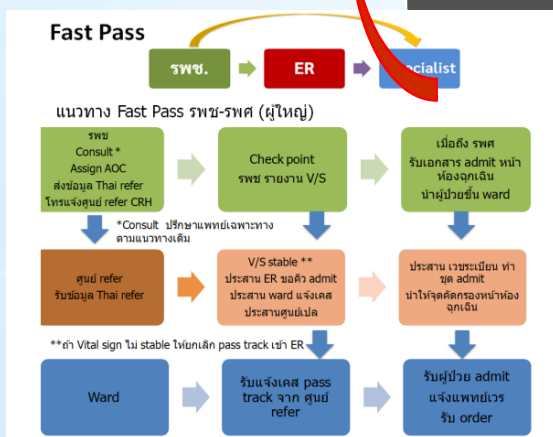 Fast Pass
รพช.
ER
ecialist
แนวทาง Fast Pass รพช-รพศ (ผู้ใหญ่)
รพช
Consult *
Assign AOC
ส่งข้อมูล Thai refer
โทรแจ้งศูนย์ refer CRH
Check point
รพช รายงาน V/S
เมื่อถึง รพศ
รับเอกสาร admit หน้า
ห้องฉุกเฉิน
นำผู้ป่วยขึ้น ward
*Consult ปรึกษาแพทย์เฉพาะทาง
ตามแนวทางเดิม
ศูนย์ refer
รับข้อมูล Thai refer
V/S stable **
ประสาน ER ขอคิว admit
ประสาน ward แจ้งเคส
ประสานศูนย์เปล
ประสาน เวชระเบียน ทำ
ชุด admit
นำให้จุดคัดกรองหน้าห้อง
ฉุกเฉิน
**ถ้า Vital sign ไม่ stable ให้ยกเลิก pass track เข้า ER
Ward
รับแจ้งเคส pass
track จาก ศูนย์
refer
รับผู้ป่วย admit
แจ้งแพทย์เวร
รับ order